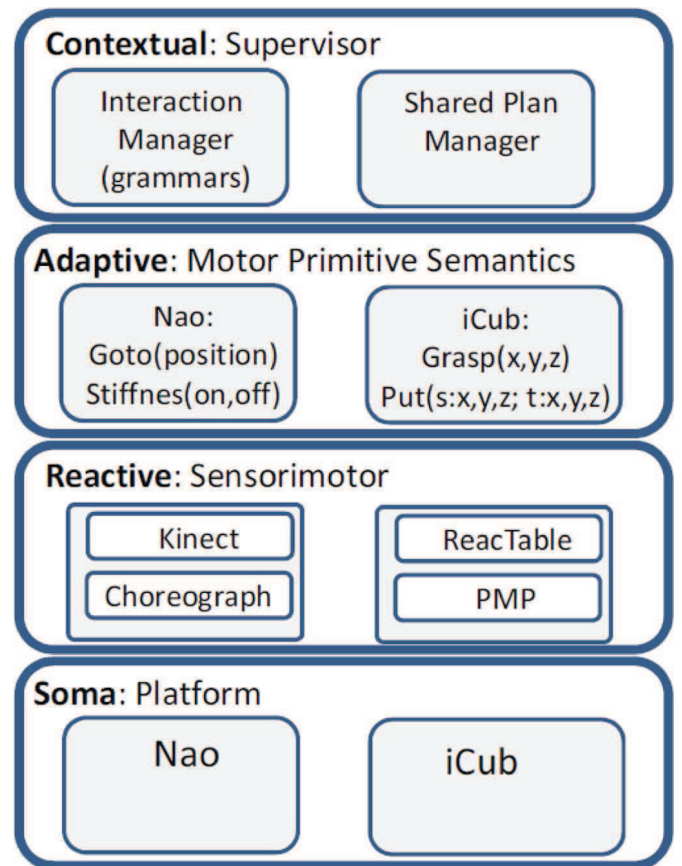 Contextual: Supervisor
Interaction
Manager
(grammars)
Shared Plan
Manager
Adaptive: Motor Primitive Semantics
Nao:
Goto(position)
Stiffnes(on,off)
iCub:
Grasp(x,y,z)
Put(s:x,y,z; t:x,y,z)
Reactive: Sensorimotor
Kinect
Choreograph
ReacTable
PMP
Soma: Platform
Nao
iCub